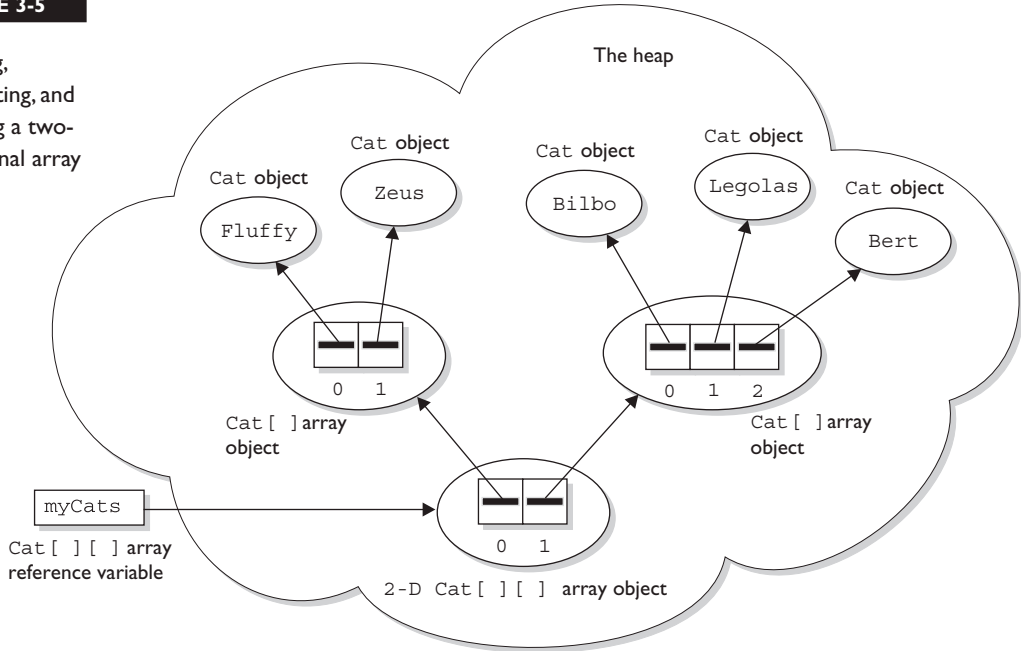 E 3-5
ting, and
g a two-
nal array
The heap
Cat object
Cat object
Cat object
Cat object
Cat object
Fluffy
Zeus
Bilbo
Legolas
Bert
0 1
0 1 2
Cat[ ] array
object
Cat[ ] array
object
myCats
Cat[ ][ ] array
reference variable
0 1
2-D Cat[ ][ ] array object